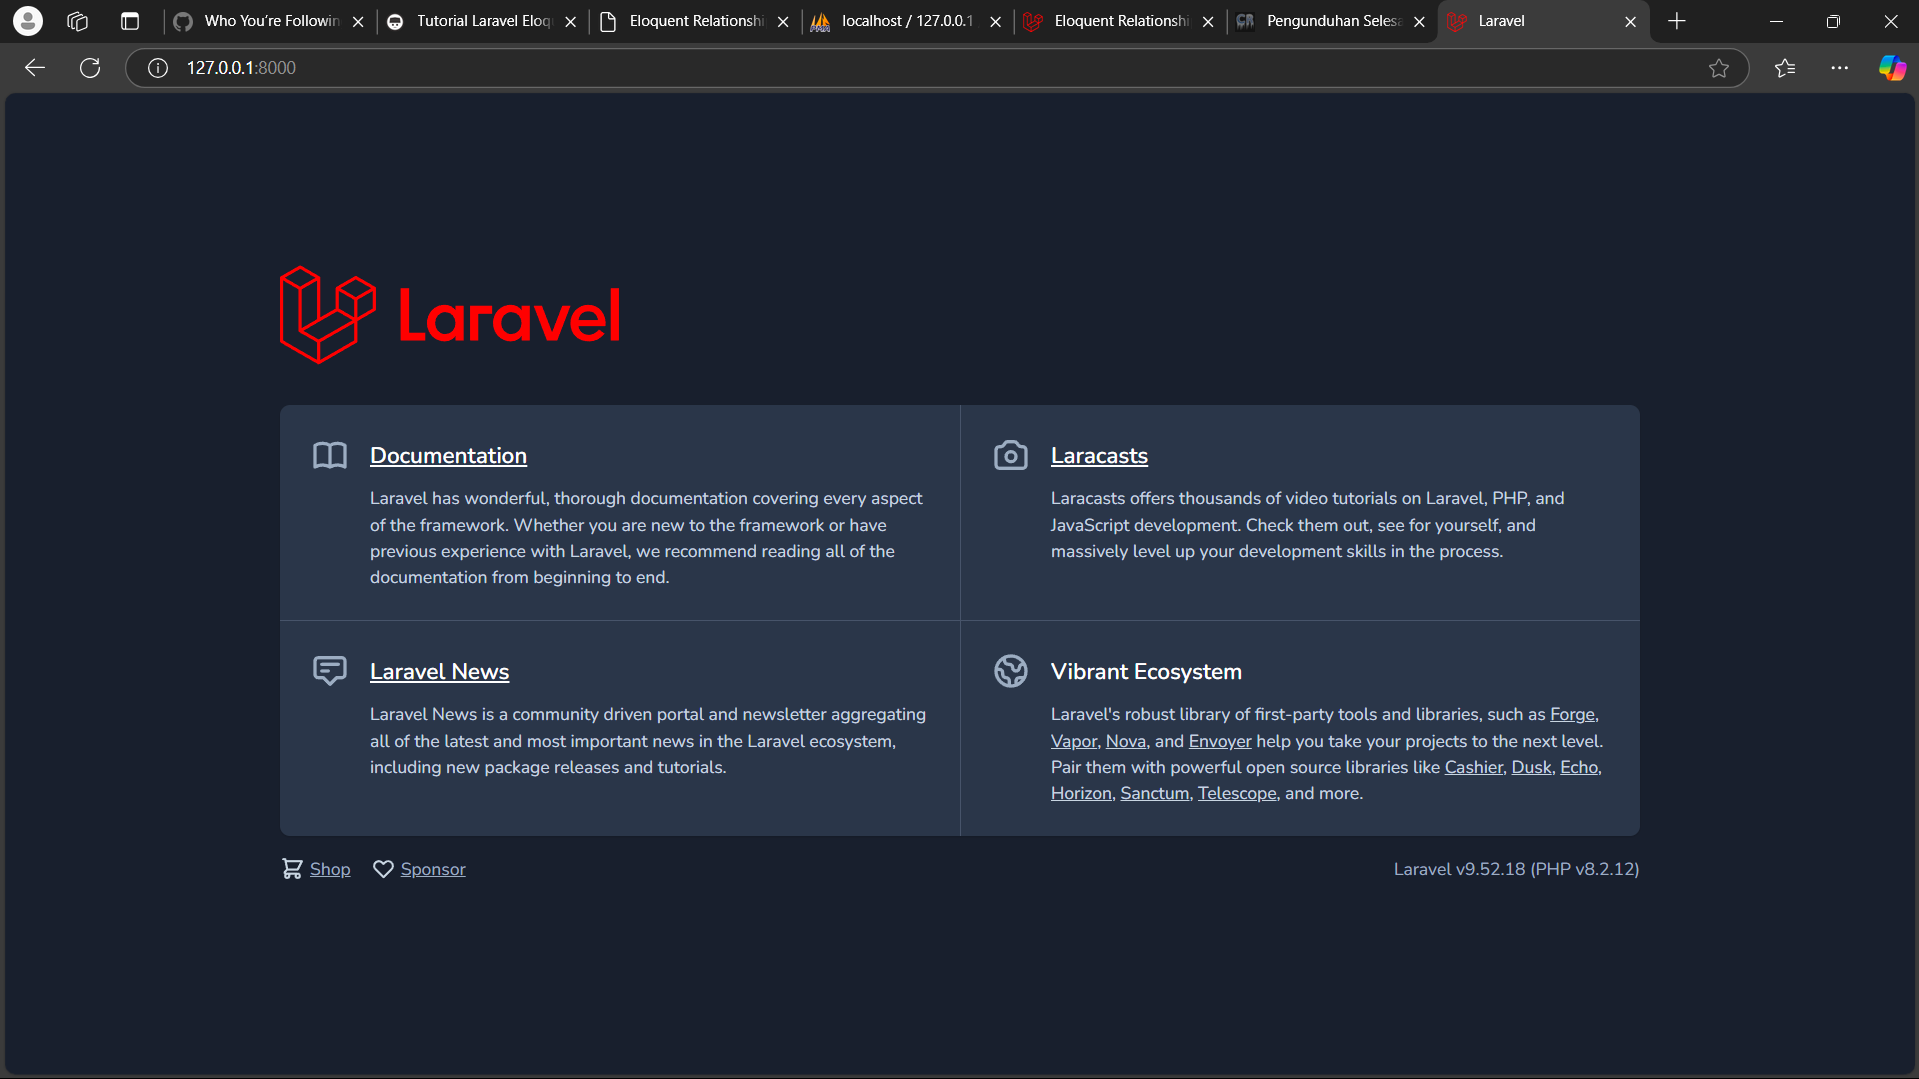 Who You're Followin
Tutorial Laravel Eloq
Eloquent Relationshi
localhost / 127.0.0.1
Eloquent Relationshi
Pengunduhan Selesa
Laravel
127.0.0.1:8000
Laravel
Documentation
Laravel has wonderful, thorough documentation covering every aspect
of the framework. Whether you are new to the framework or have
previous experience with Laravel, we recommend reading all of the
documentation from beginning to end.
Laracasts
Laracasts offers thousands of video tutorials on Laravel, PHP, and
JavaScript development. Check them out, see for yourself, and
massively level up your development skills in the process.
Laravel News
Laravel News is a community driven portal and newsletter aggregating
all of the latest and most important news in the Laravel ecosystem,
including new package releases and tutorials.
Vibrant Ecosystem
Laravel's robust library of first-party tools and libraries, such as Forge,
Vapor, Nova, and Envoyer help you take your projects to the next level.
Pair them with powerful open source libraries like Cashier, Dusk, Echo,
Horizon, Sanctum, Telescope, and more.
Shop
Sponsor
Laravel v9.52.18 (PHP v8.2.12)